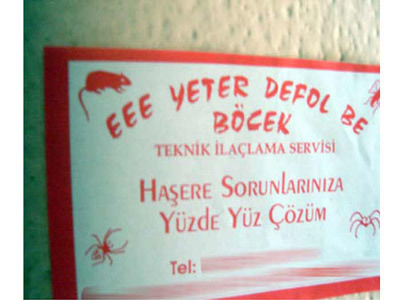 EEE YETER DEFOL BE
BÖCEK
TEKNİK İLAÇLAMA SERVİSİ
HAŞERE SORUNLARINIZA
YÜZDE YÜZ ÇÖZÜM
Tel: